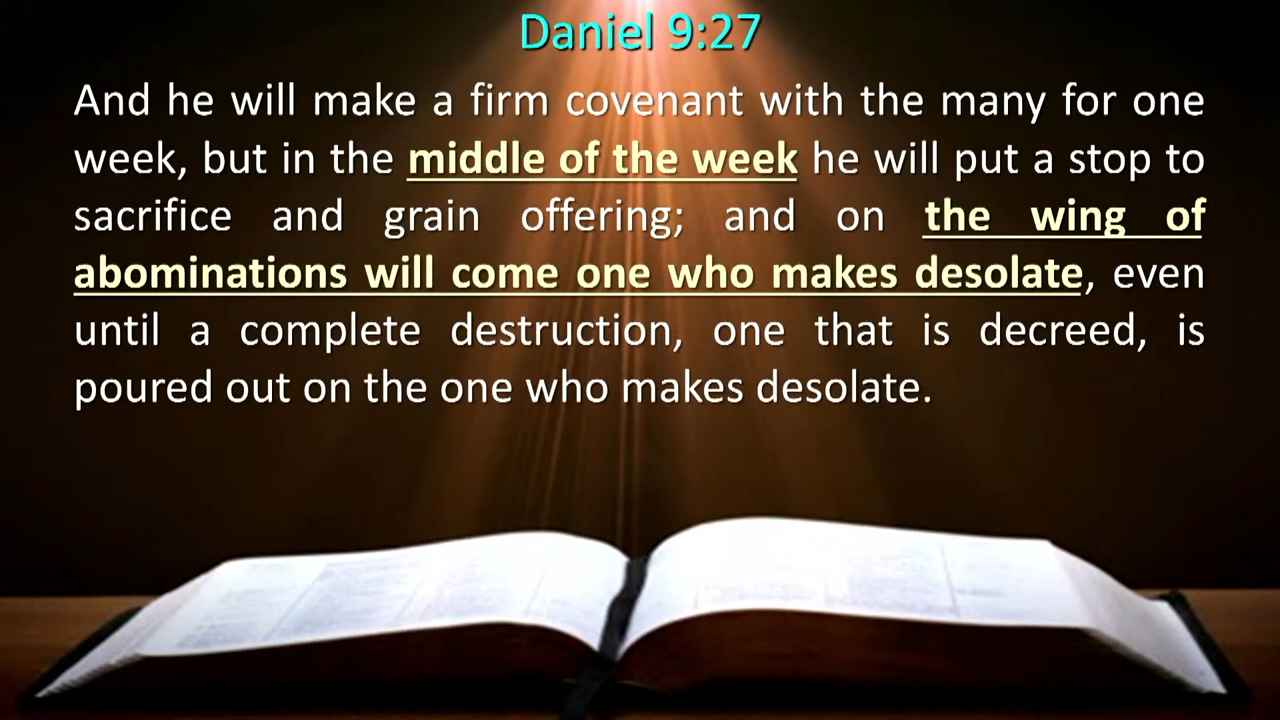 Daniel 9:27
And he will make a firm covenant with the many for one
week, but in the middle of the week he will put a stop to
sacrifice and grain offering; and on the wing of
abominations will come one who makes desolate, even
until a complete destruction, one that is decreed, is
poured out on the one who makes desolate.